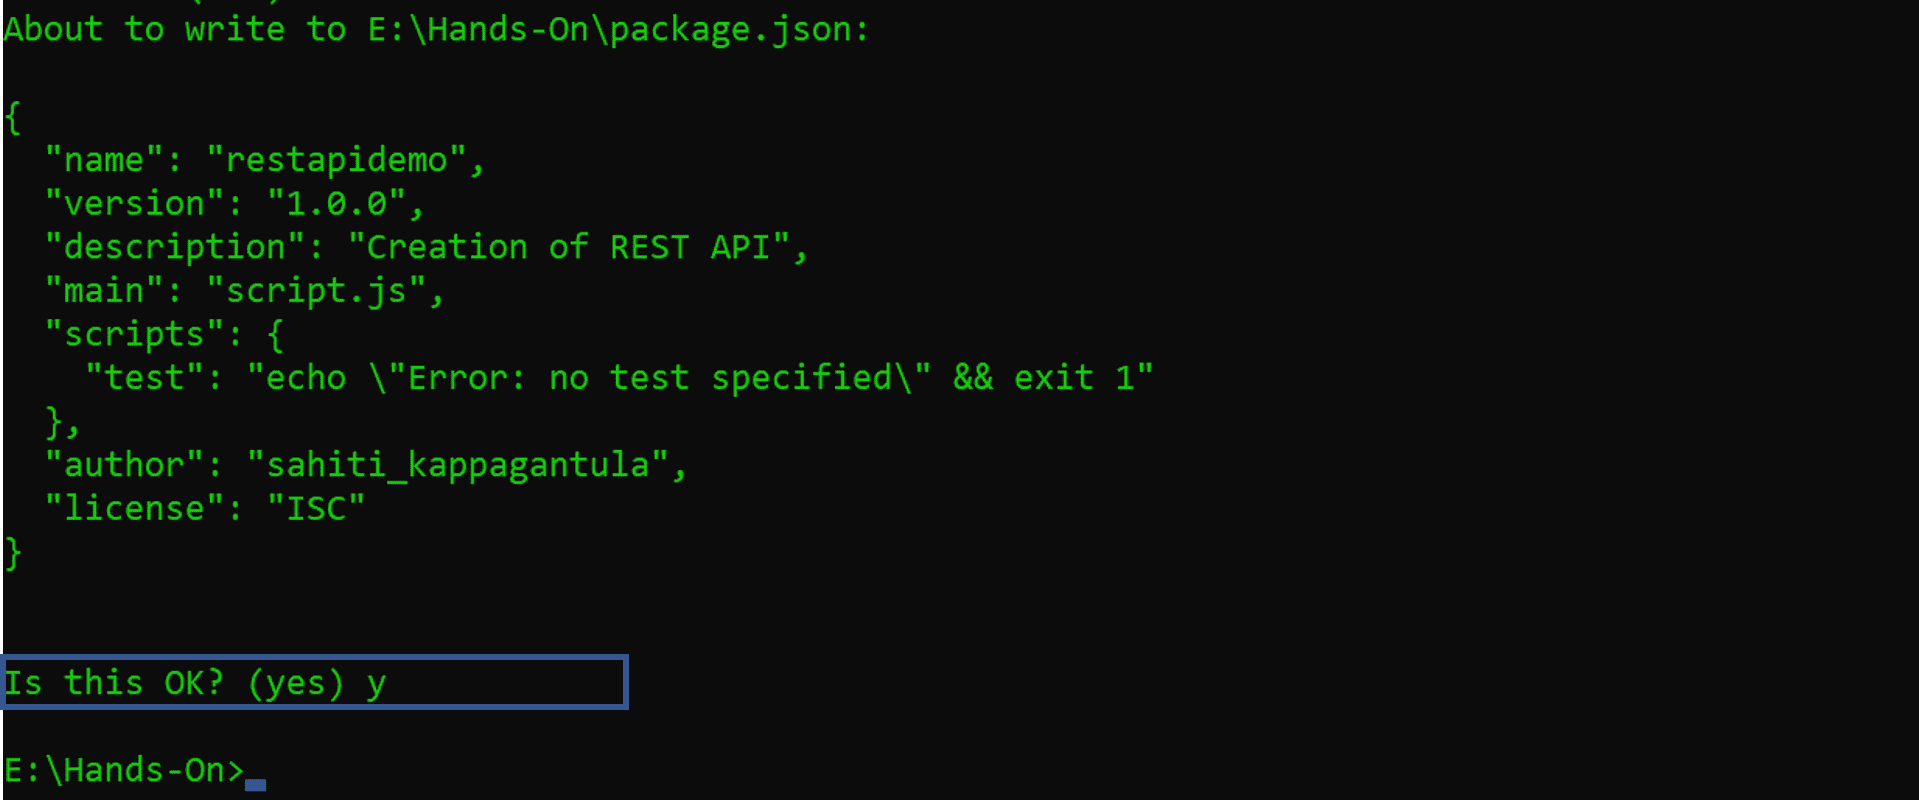 About to write to E:\Hands-On\package.json:
{
  "name": "restapidemo",
  "version": "1.0.0",
  "description": "Creation of REST API",
  "main": "script.js",
  "scripts": {
    "test": "echo \"Error: no test specified\" && exit 1"
  },
  "author": "sahiti_kappagantula",
  "license": "ISC"
}
Is this OK? (yes) y
E:\Hands-On>